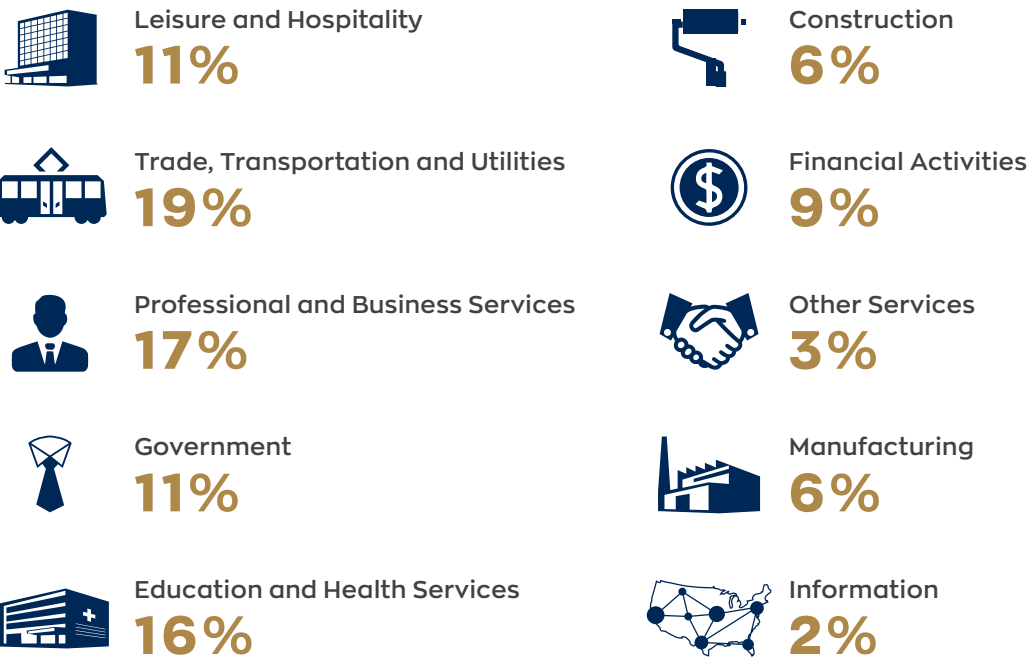 Leisure and Hospitality
11%
Trade, Transportation and Utilities
19%
Professional and Business Services
17%
Government
11%
Education and Health Services
16%
Construction
6%
Financial Activities
9%
Other Services
3%
Manufacturing
6%
Information
2%